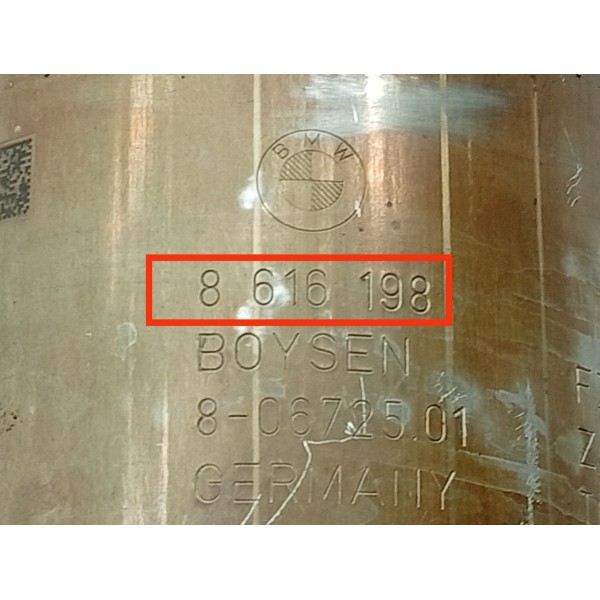 BMW
8 616 198
BOYSEN
8-06725.01
GERMANY
F
Z